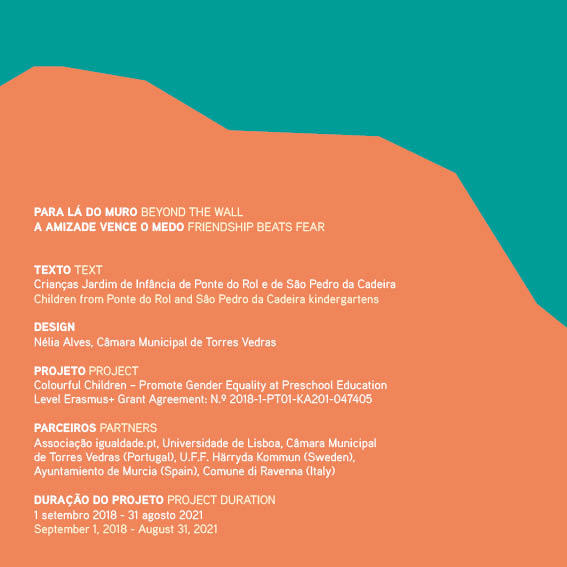 PARA LÁ DO MURO BEYOND THE WALL
A AMIZADE VENCE O MEDO FRIENDSHIP BEATS FEAR
TEXTO TEXT
Crianças Jardim de Infância de Ponte do Rol e de São Pedro da Cadeira
Children from Ponte do Rol and São Pedro da Cadeira kindergartens
DESIGN
Nélia Alves, Câmara Municipal de Torres Vedras
PROJETO PROJECT
Colourful Children – Promote Gender Equality at Preschool Education
Level Erasmus+ Grant Agreement: N.º 2018-1-PT01-KA201-047405
PARCEIROS PARTNERS
Associação igualdade.pt, Universidade de Lisboa, Câmara Municipal
de Torres Vedras (Portugal), U.F.F. Härryda Kommun (Sweden),
Ayuntamiento de Murcia (Spain), Comune di Ravenna (Italy)
DURAÇÃO DO PROJETO PROJECT DURATION
1 setembro 2018 - 31 agosto 2021
September 1, 2018 - August 31, 2021